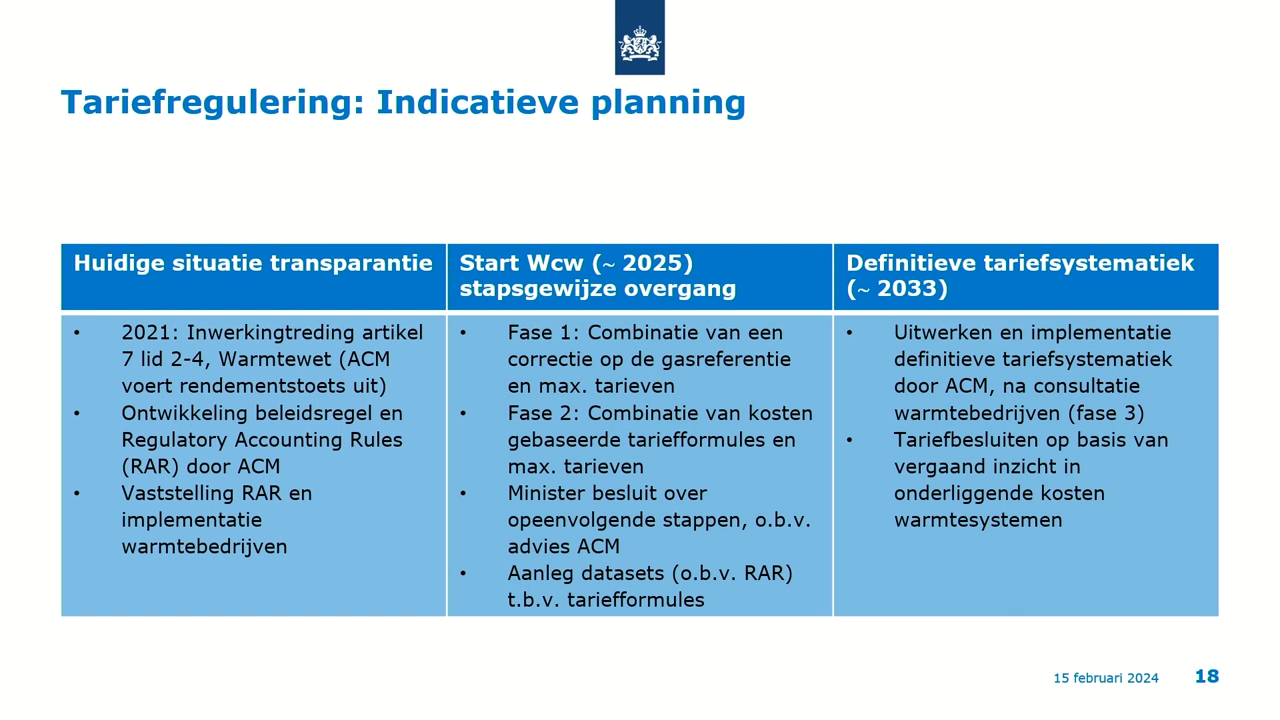 Tariefregulering: Indicatieve planning
Huidige situatie transparantie
Start Wcw (~ 2025)
stapsgewijze overgang
Definitieve tariefsystematiek
(~ 2033)
• 2021: Inwerkingtreding artikel
7 lid 2-4, Warmtewet (ACM
voert rendementstoets uit)
• Ontwikkeling beleidsregel en
Regulatory Accounting Rules
(RAR) door ACM
• Vaststelling RAR en
implementatie
warmtebedrijven
• Fase 1: Combinatie van een
correctie op de gasreferentie
en max. tarieven
• Fase 2: Combinatie van kosten
gebaseerde tariefformules en
max. tarieven
• Minister besluit over
opeenvolgende stappen, o.b.v.
advies ACM
• Aanleg datasets (o.b.v. RAR)
t.b.v. tariefformules
• Uitwerken en implementatie
definitieve tariefsystematiek
door ACM, na consultatie
warmtebedrijven (fase 3)
• Tariefbesluiten op basis van
vergaand inzicht in
onderliggende kosten
warmtesystemen
15 februari 2024
18